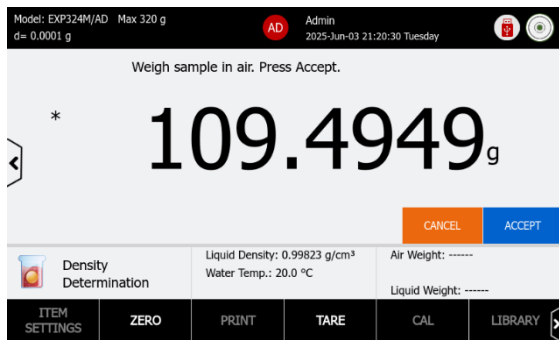 Model: EXP324M/AD Max 320 g
d= 0.0001 g
AD
Admin
2025-Jun-03 21:20:30 Tuesday
Weigh sample in air. Press Accept.
*
109.4949 g
CANCEL
ACCEPT
Density
Determination
Liquid Density: 0.99823 g/cm³
Water Temp.: 20.0 °C
Air Weight: ------
Liquid Weight: ------
ITEM
SETTINGS
ZERO
PRINT
TARE
CAL
LIBRARY